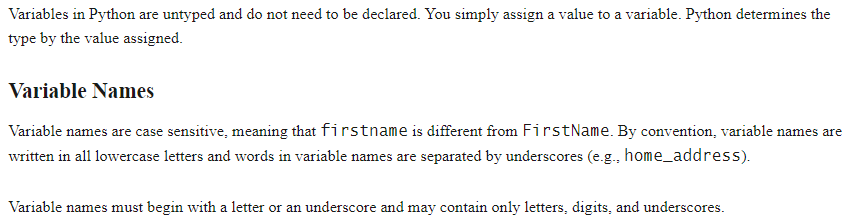 Variables in Python are untyped and do not need to be declared. You simply assign a value to a variable. Python determines the
type by the value assigned.
Variable Names
Variable names are case sensitive, meaning that firstname is different from FirstName. By convention, variable names are
written in all lowercase letters and words in variable names are separated by underscores (e.g., home_address).
Variable names must begin with a letter or an underscore and may contain only letters, digits, and underscores.